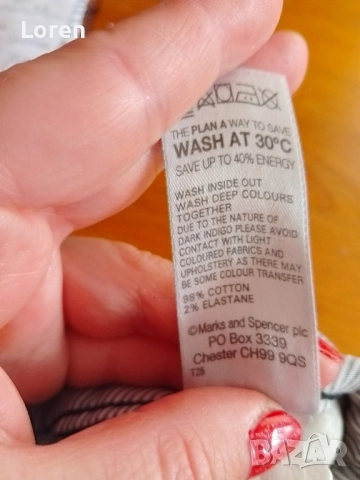 Loren
THE PLAN A WAY TO SAVE
WASH AT 30°C
SAVE UP TO 40% ENERGY
WASH INSIDE OUT
WASH DEEP COLOURS
TOGETHER
DUE TO THE NATURE OF
DARK INDIGO PLEASE AVOID
CONTACT WITH LIGHT
COLOURED FABRICS AND
UPHOLSTERY AS THERE MAY
BE SOME COLOUR TRANSFER
98% COTTON
2% ELASTANE
©Marks and Spencer plc
PO Box 3339
Chester CH99 9QS
T25
Loren
BAZAR